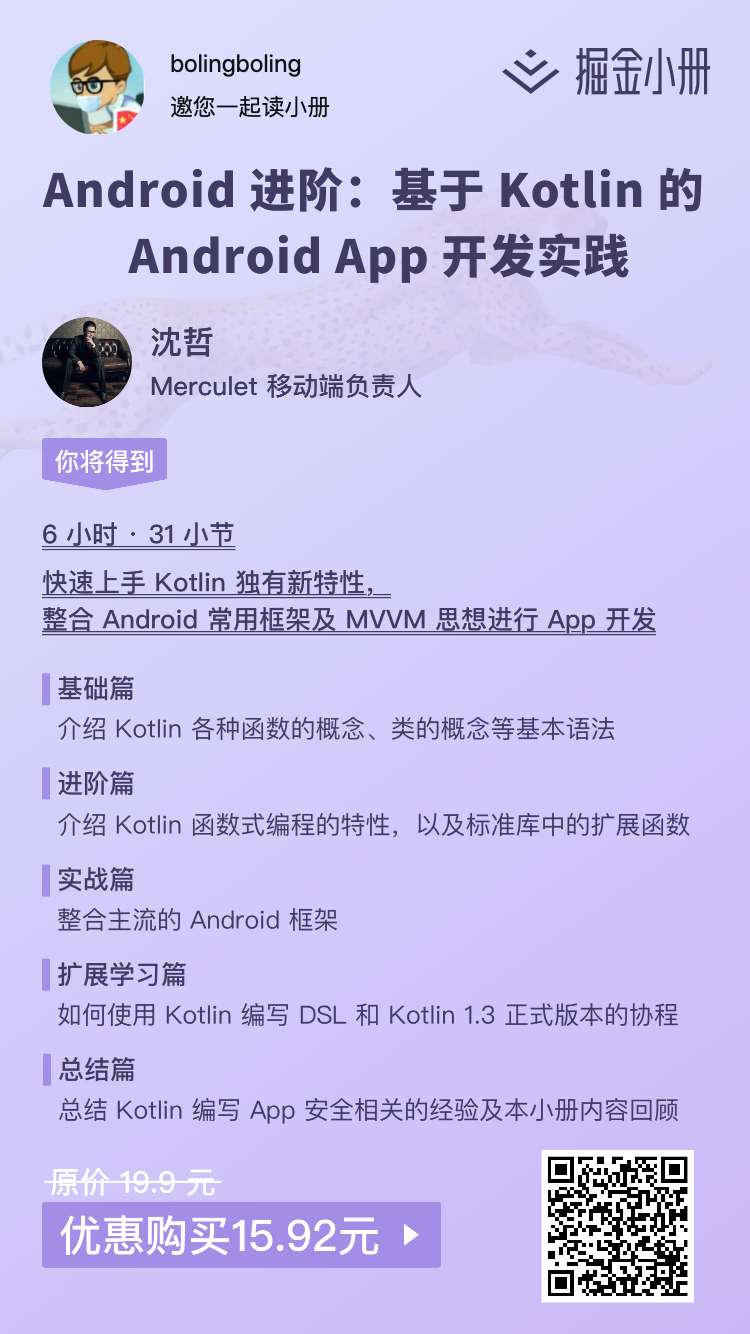 bolingboling
邀您一起读小册
掘金小册
Android 进阶：基于 Kotlin 的
Android App 开发实践
沈哲
Merculet 移动端负责人
你将得到
6 小时 · 31 小节
快速上手 Kotlin 独有新特性，
整合 Android 常用框架及 MVVM 思想进行 App 开发
基础篇
介绍 Kotlin 各种函数的概念、类的概念等基本语法
进阶篇
介绍 Kotlin 函数式编程的特性，以及标准库中的扩展函数
实战篇
整合主流的 Android 框架
扩展学习篇
如何使用 Kotlin 编写 DSL 和 Kotlin 1.3 正式版本的协程
总结篇
总结 Kotlin 编写 App 安全相关的经验及本小册内容回顾
原价 19.9 元
优惠购买15.92元